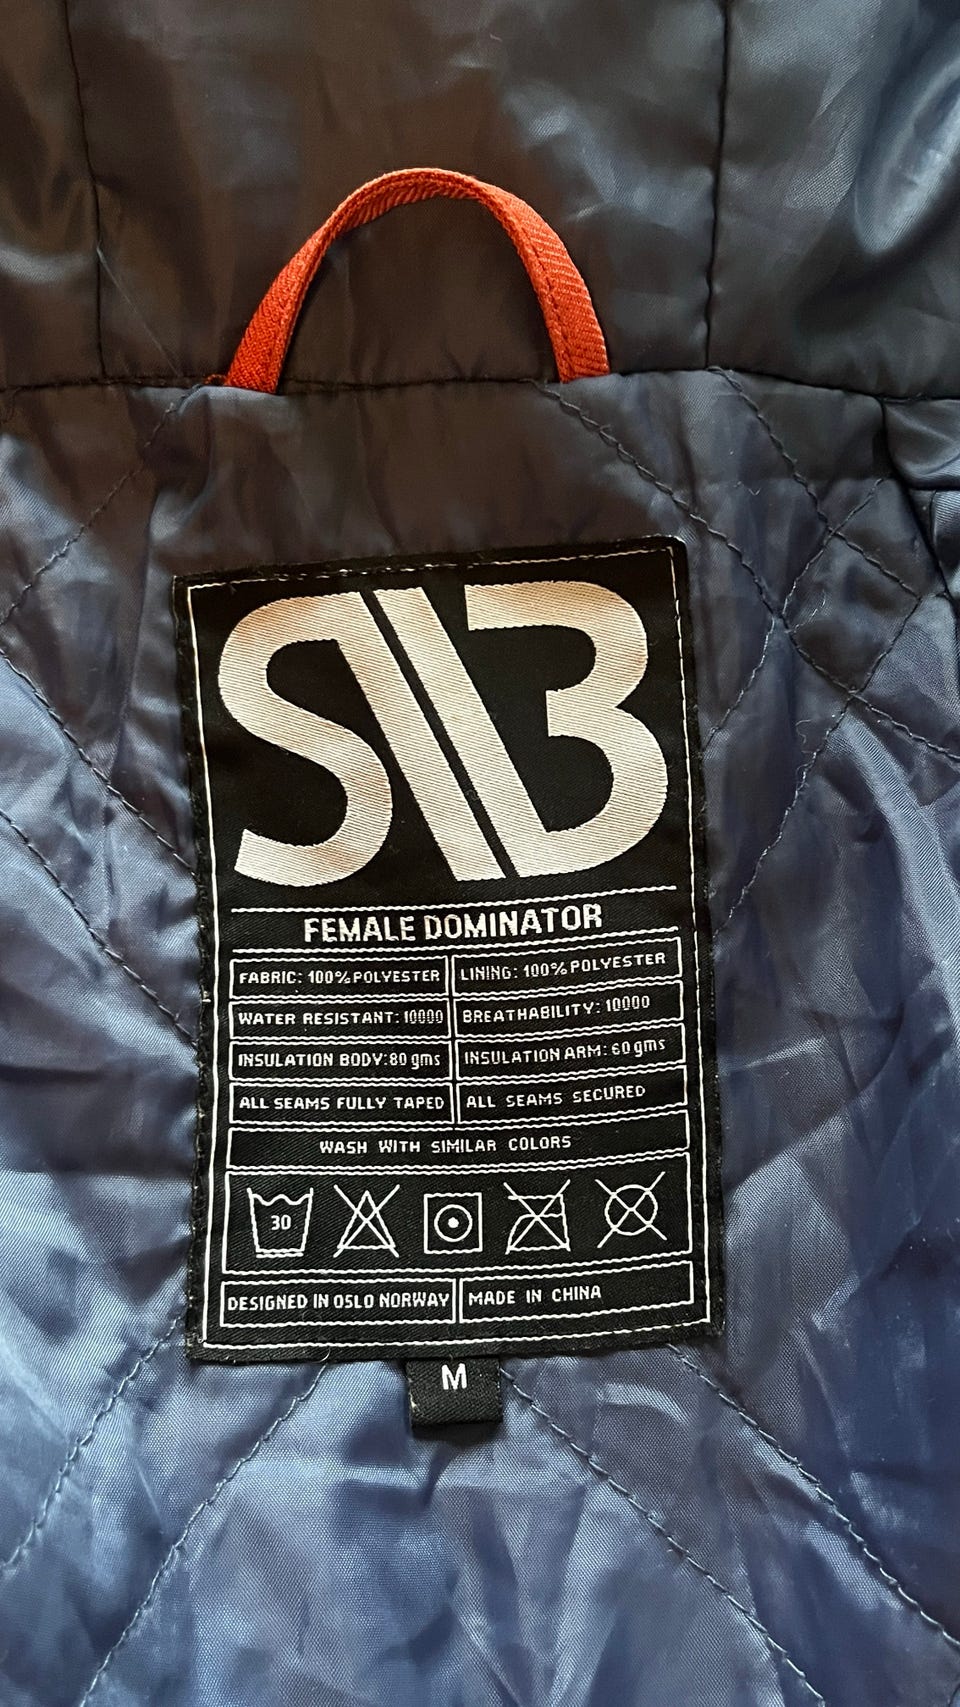 SB
FEMALE DOMINATOR
FABRIC: 100% POLYESTER
LINING: 100% POLYESTER
WATER RESISTANT: 10000
BREATHABILITY: 10000
INSULATION BODY: 80 gms
INSULATION ARM: 60 gms
ALL SEAMS FULLY TAPED
ALL SEAMS SECURED
WASH WITH SIMILAR COLORS
30
DESIGNED IN OSLO NORWAY
MADE IN CHINA
M